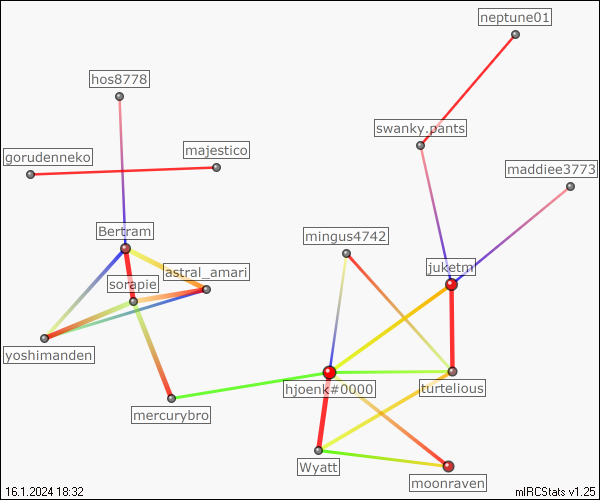 neptune01
hos8778
swanky.pants
majestico
gorudenneko
maddiee3773
Bertram
mingus4742
juketm
astral_amari
sorapie
yoshimanden
hjoenk#0000
turtelious
mercurybro
Wyatt
moonraven
16.1.2024 18:32
mIRCStats v1.25